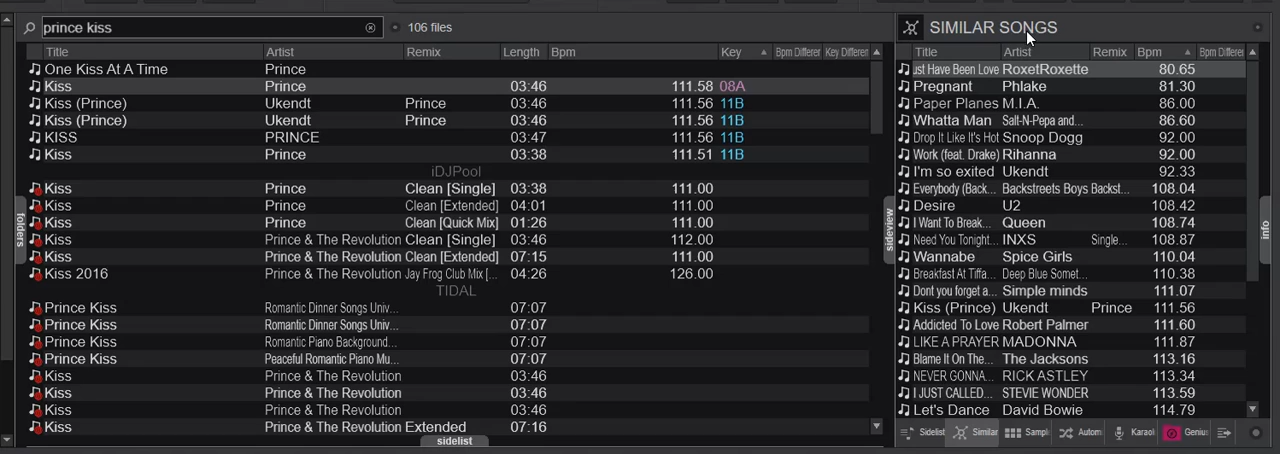 prince kiss 106 files
Title Artist Remix Length Bpm Key Bpm Differer Key Differen
One Kiss At A Time Prince
Kiss Prince 03:46 111.58 08A
Kiss (Prince) Ukendt Prince 111.56 11B
Kiss (Prince) Ukendt Prince 111.56 11B
KISS PRINCE 03:47 111.56 11B
Kiss Prince 03:38 111.51 11B
iDJPool
Kiss Prince Clean [Single] 03:38 111.00
Kiss Prince Clean [Extended] 04:01 111.00
Kiss Prince Clean [Quick Mix] 01:26 111.00
Kiss Prince & The Revolution Clean [Single] 03:46 112.00
Kiss Prince & The Revolution Clean [Extended] 07:15 111.00
Kiss 2016 Prince & The Revolution Jay Frog Club Mix [... 04:26 126.00
TIDAL
Prince Kiss Romantic Dinner Songs Univ... 07:07
Prince Kiss Romantic Dinner Songs Univ... 07:07
Prince Kiss Romantic Piano Background... 07:07
Prince Kiss Peaceful Romantic Piano Mu... 07:07
Kiss Prince & The Revolution 03:46
Kiss Prince & The Revolution 03:46
Kiss Prince & The Revolution 03:46
Kiss Prince & The Revolution Extended 07:16
folders
sidelist
sideview
SIMILAR SONGS
Title Artist Remix Bpm Bpm Differer
ust Have Been Love RoxetRoxette 80.65
Pregnant Phlake 81.30
Paper Planes M.I.A. 86.00
Whatta Man Salt-N-Pepa and... 86.60
Drop It Like It's Hot Snoop Dogg 92.00
Work (feat. Drake) Rihanna 92.00
I'm so exited Ukendt 92.33
Everybody (Back... Backstreets Boys Backst... 108.04
Desire U2 108.42
I Want To Break... Queen 108.74
Need You Tonight... INXS Single... 108.87
Wannabe Spice Girls 110.04
Breakfast At Tiffa... Deep Blue Somet... 110.38
Dont you forget a... Simple minds 111.07
Kiss (Prince) Ukendt Prince 111.56
Addicted To Love Robert Palmer 111.60
LIKE A PRAYER MADONNA 111.87
Blame It On The... The Jacksons 113.16
NEVER GONNA... RICK ASTLEY 113.34
I JUST CALLED... STEVIE WONDER 113.59
Let's Dance David Bowie 114.79
Sidelist Similar Sampl Autom Karaol Genius
info